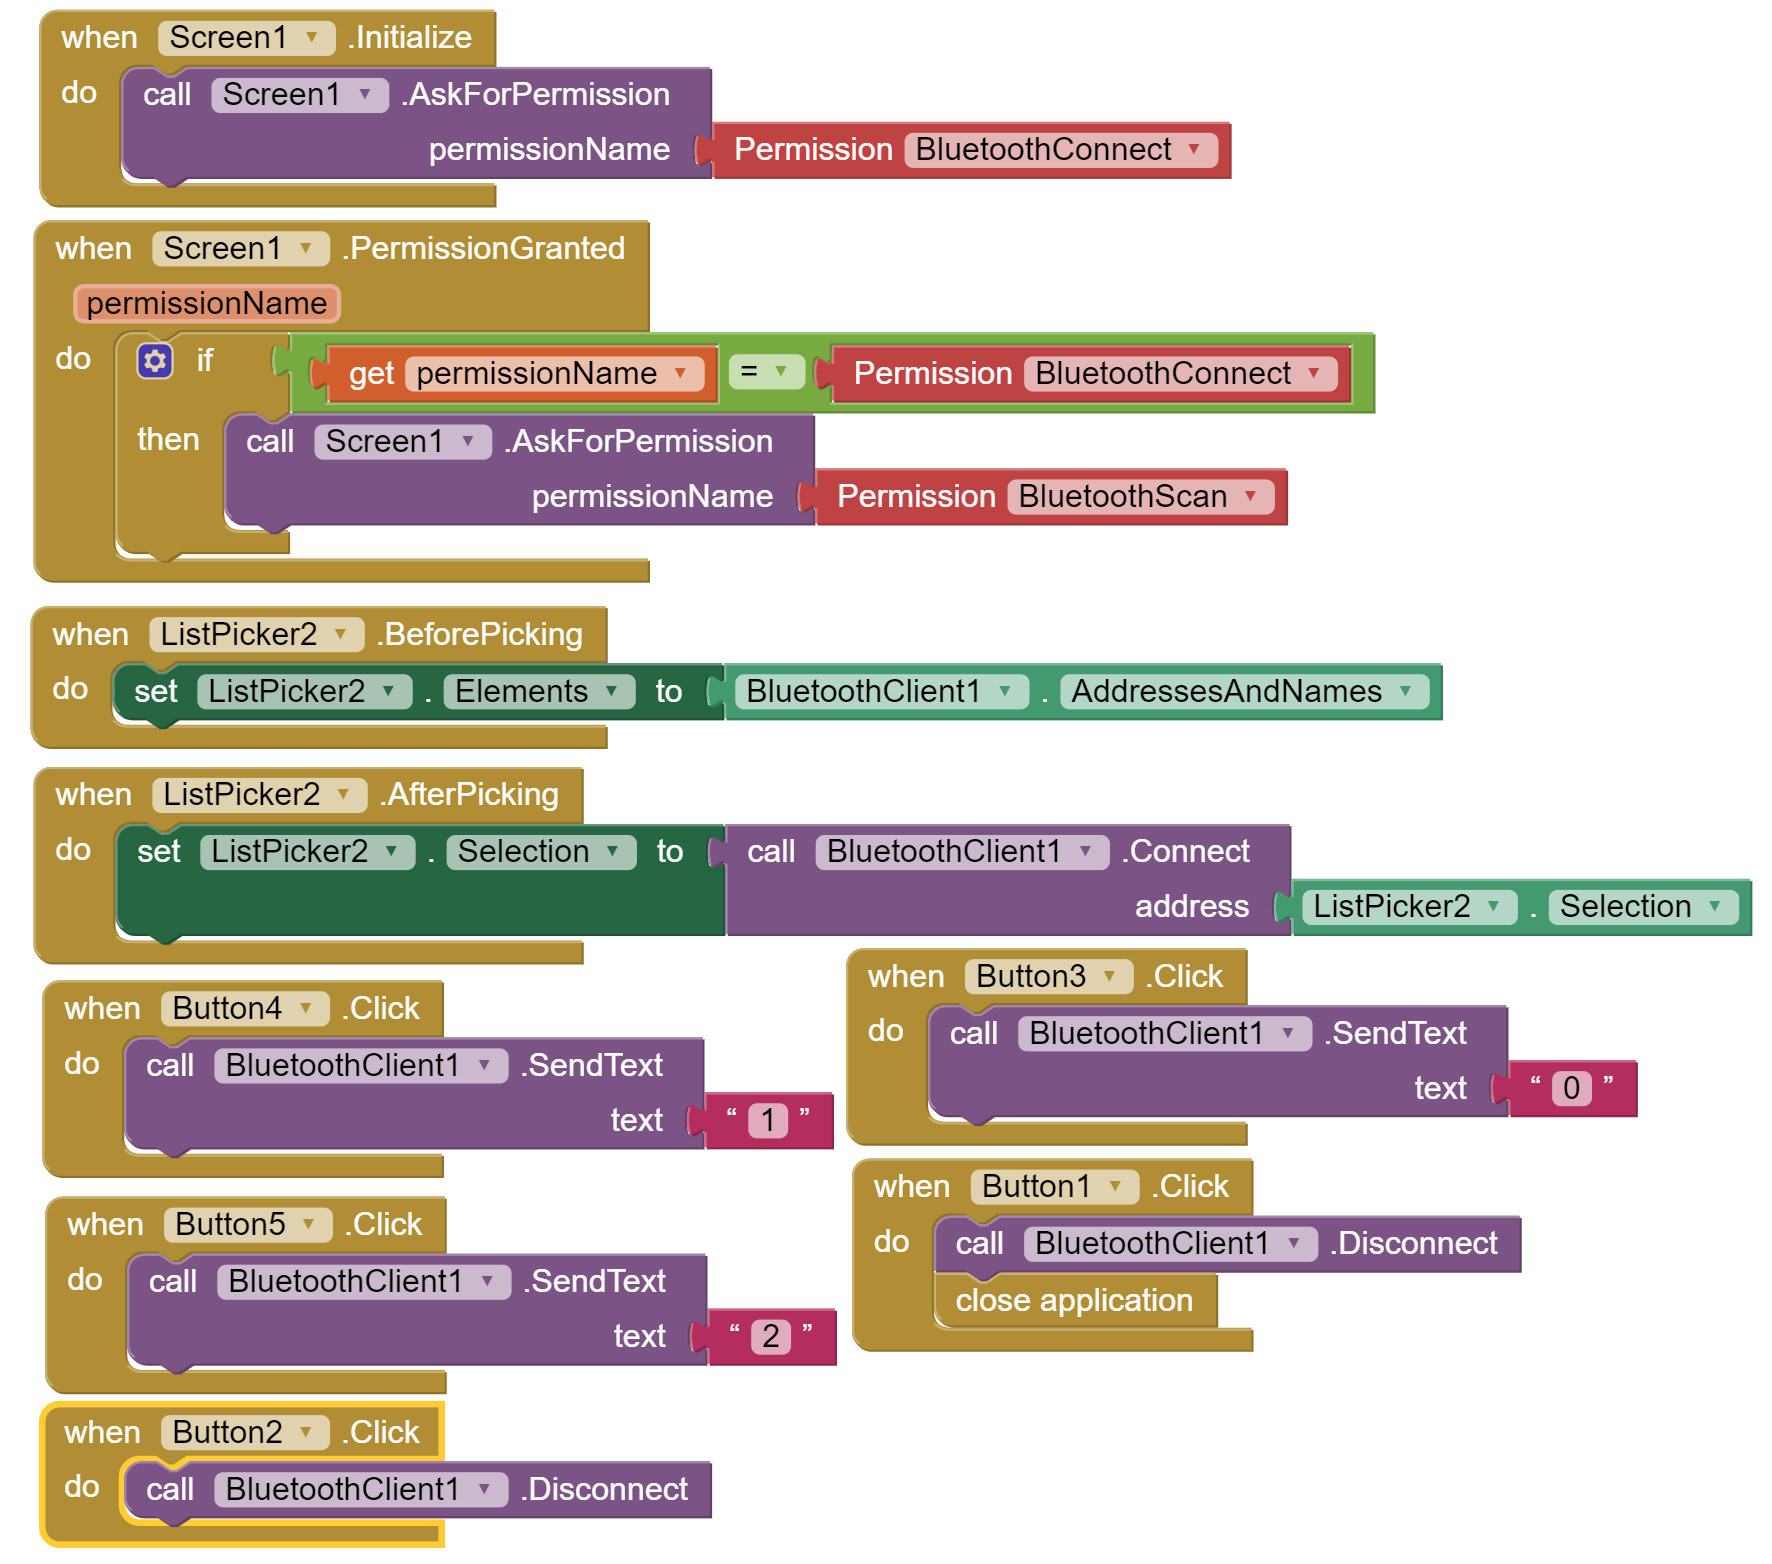 when Screen1 .Initialize
do call Screen1 .AskForPermission
permissionName Permission BluetoothConnect
when Screen1 .PermissionGranted
permissionName
do if get permissionName = Permission BluetoothConnect
then call Screen1 .AskForPermission
permissionName Permission BluetoothScan
when ListPicker2 .BeforePicking
do set ListPicker2 . Elements to BluetoothClient1 . AddressesAndNames
when ListPicker2 .AfterPicking
do set ListPicker2 . Selection to call BluetoothClient1 .Connect
address ListPicker2 . Selection
when Button4 .Click
do call BluetoothClient1 .SendText
text “ 1 ”
when Button3 .Click
do call BluetoothClient1 .SendText
text “ 0 ”
when Button5 .Click
do call BluetoothClient1 .SendText
text “ 2 ”
when Button1 .Click
do call BluetoothClient1 .Disconnect
close application
when Button2 .Click
do call BluetoothClient1 .Disconnect